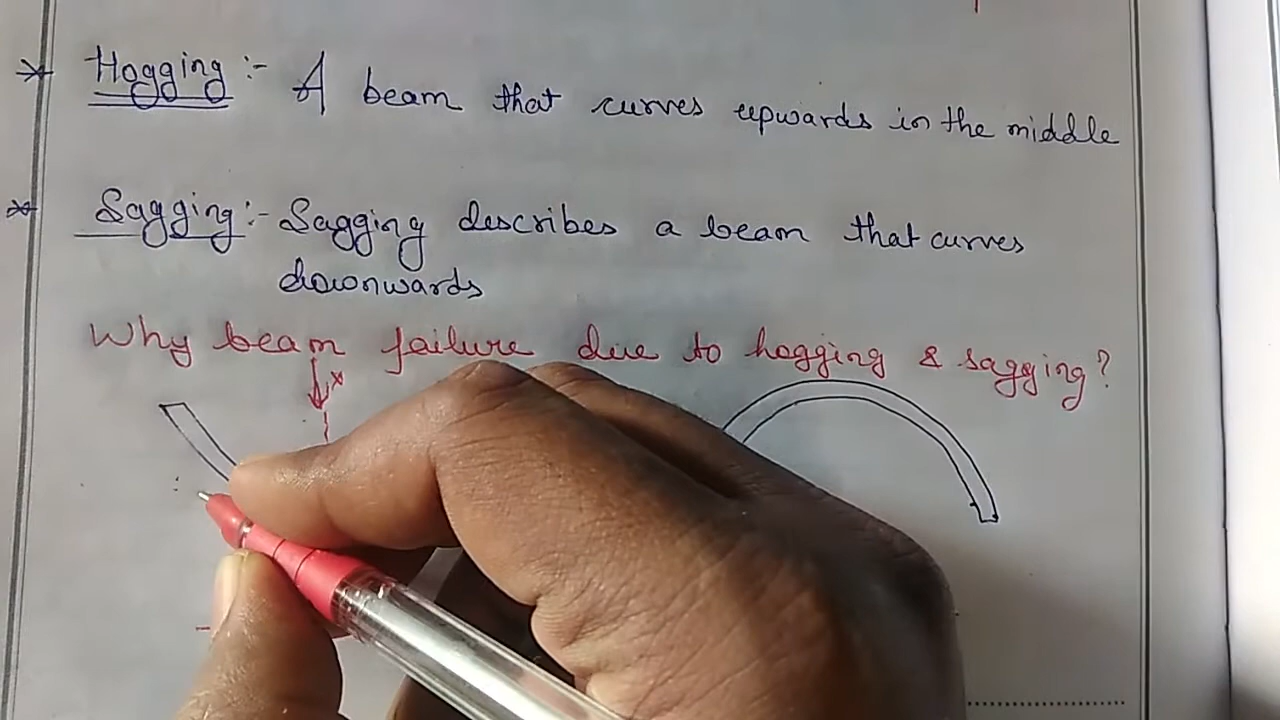 * Hogging :- A beam that curves upwards in the middle
* Sagging :- Sagging describes a beam that curves
downwards
Why beam failure due to hogging & sagging?
x